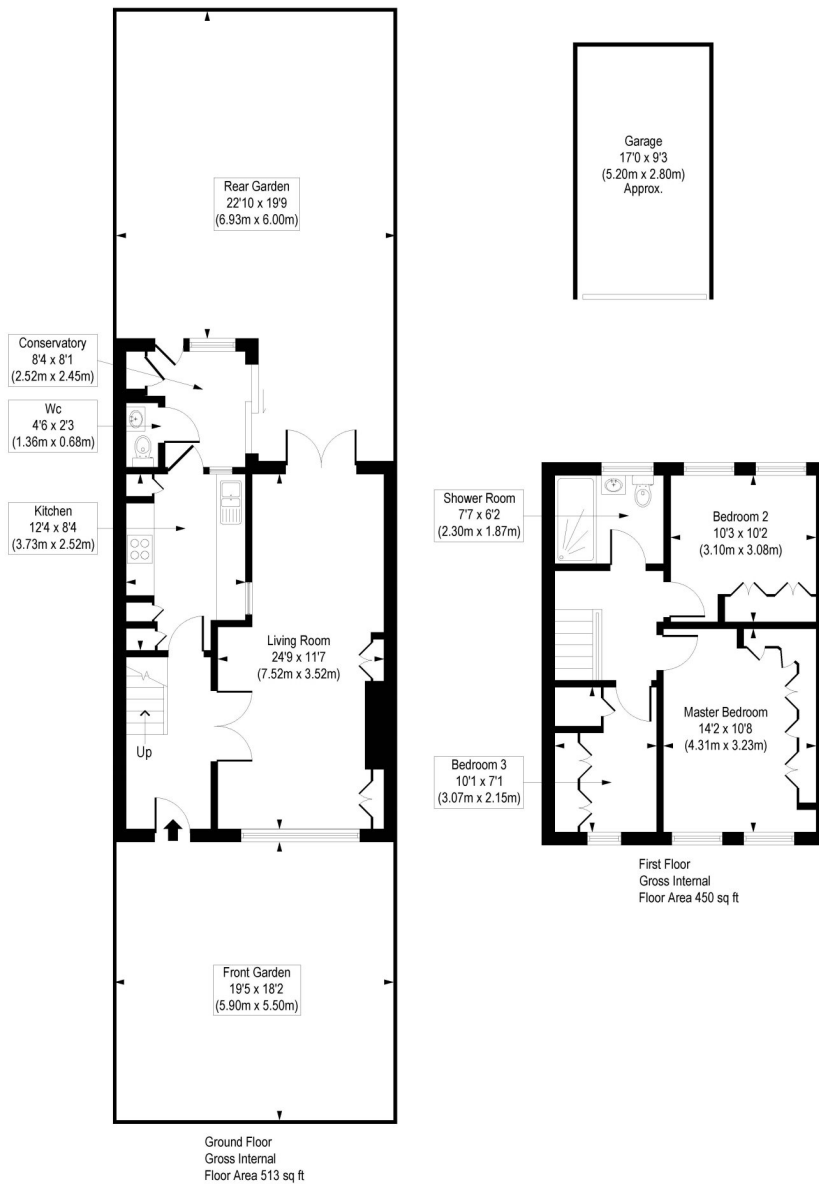 Rear Garden
22'10 x 19'9
(6.93m x 6.00m)
Garage
17'0 x 9'3
(5.20m x 2.80m)
Approx.
Conservatory
8'4 x 8'1
(2.52m x 2.45m)
Wc
4'6 x 2'3
(1.36m x 0.68m)
Kitchen
12'4 x 8'4
(3.73m x 2.52m)
Living Room
24'9 x 11'7
(7.52m x 3.52m)
Up
Front Garden
19'5 x 18'2
(5.90m x 5.50m)
Ground Floor
Gross Internal
Floor Area 513 sq ft
Shower Room
7'7 x 6'2
(2.30m x 1.87m)
Bedroom 2
10'3 x 10'2
(3.10m x 3.08m)
Master Bedroom
14'2 x 10'8
(4.31m x 3.23m)
Bedroom 3
10'1 x 7'1
(3.07m x 2.15m)
First Floor
Gross Internal
Floor Area 450 sq ft